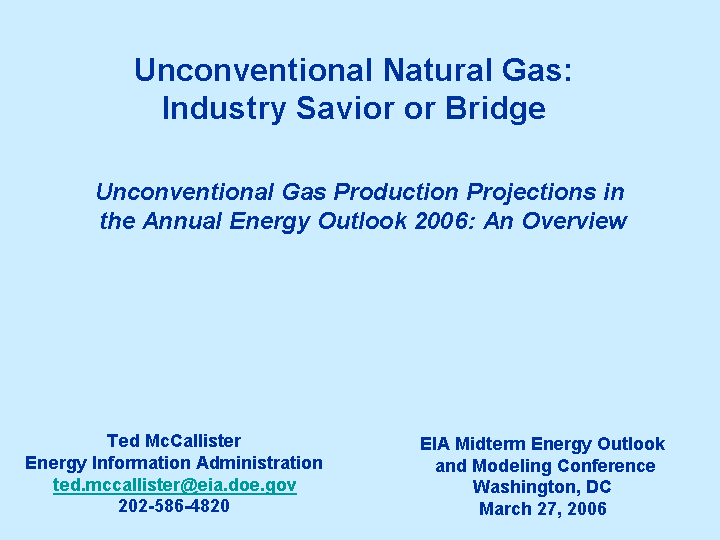 Unconventional Natural Gas:
Industry Savior or Bridge
Unconventional Gas Production Projections in
the Annual Energy Outlook 2006: An Overview
Ted Mc.Callister
Energy Information Administration
ted.mccallister@eia.doe.gov
202-586-4820
EIA Midterm Energy Outlook
and Modeling Conference
Washington, DC
March 27, 2006